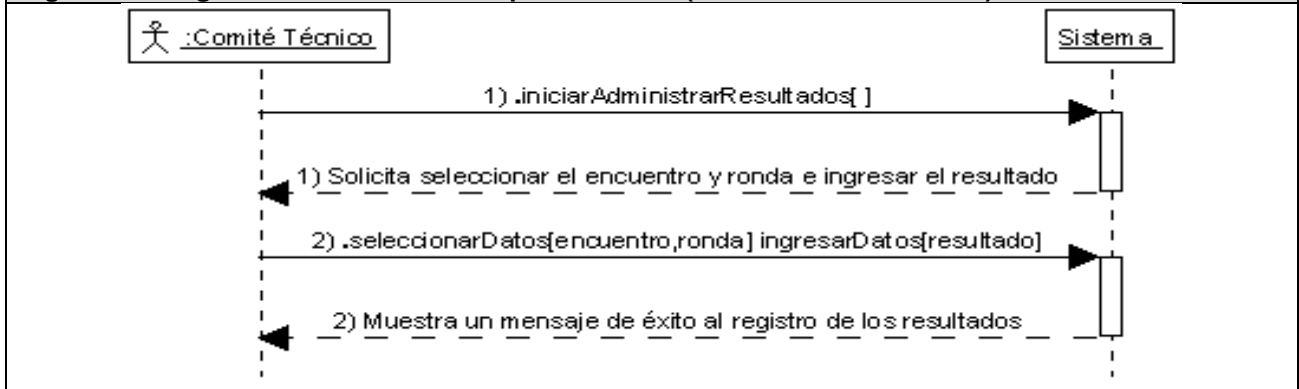 :Comité Técnico
Sistema
1) .iniciarAdministrarResultados[ ]
1) Solicita seleccionar el encuentro y ronda e ingresar el resultado
2) .seleccionarDatos[encuentro,ronda] ingresarDatos[resultado]
2) Muestra un mensaje de éxito al registro de los resultados